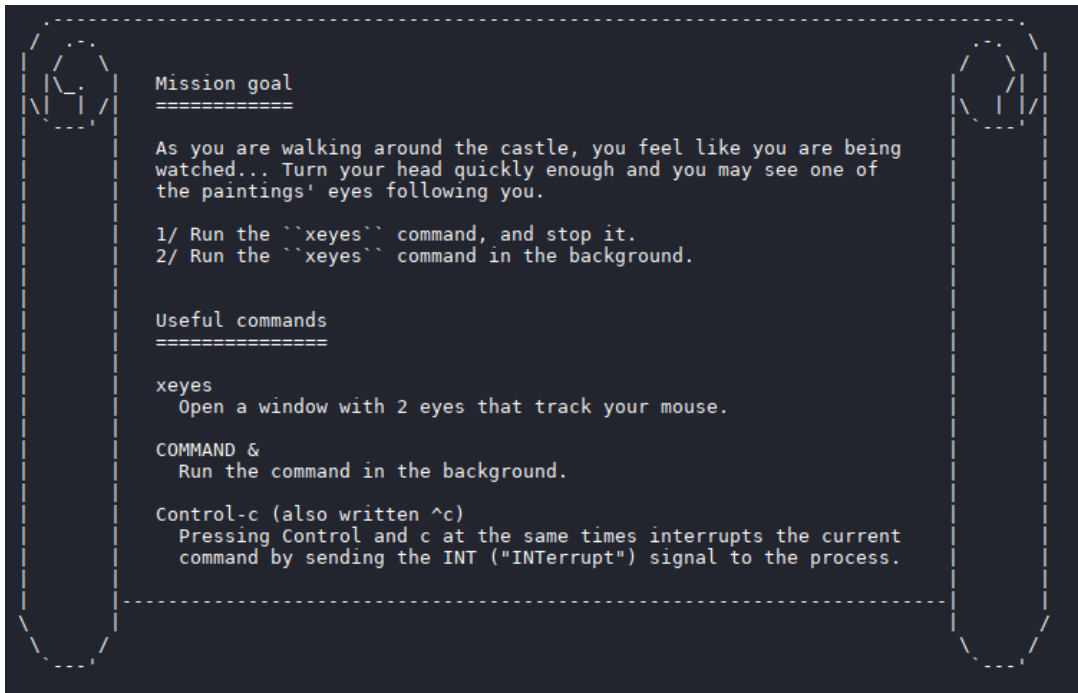 Mission goal
============
As you are walking around the castle, you feel like you are being
watched... Turn your head quickly enough and you may see one of
the paintings' eyes following you.
1/ Run the ``xeyes`` command, and stop it.
2/ Run the ``xeyes`` command in the background.
Useful commands
===============
xeyes
Open a window with 2 eyes that track your mouse.
COMMAND &
Run the command in the background.
Control-c (also written ^c)
Pressing Control and c at the same times interrupts the current
command by sending the INT ("INTerrupt") signal to the process.